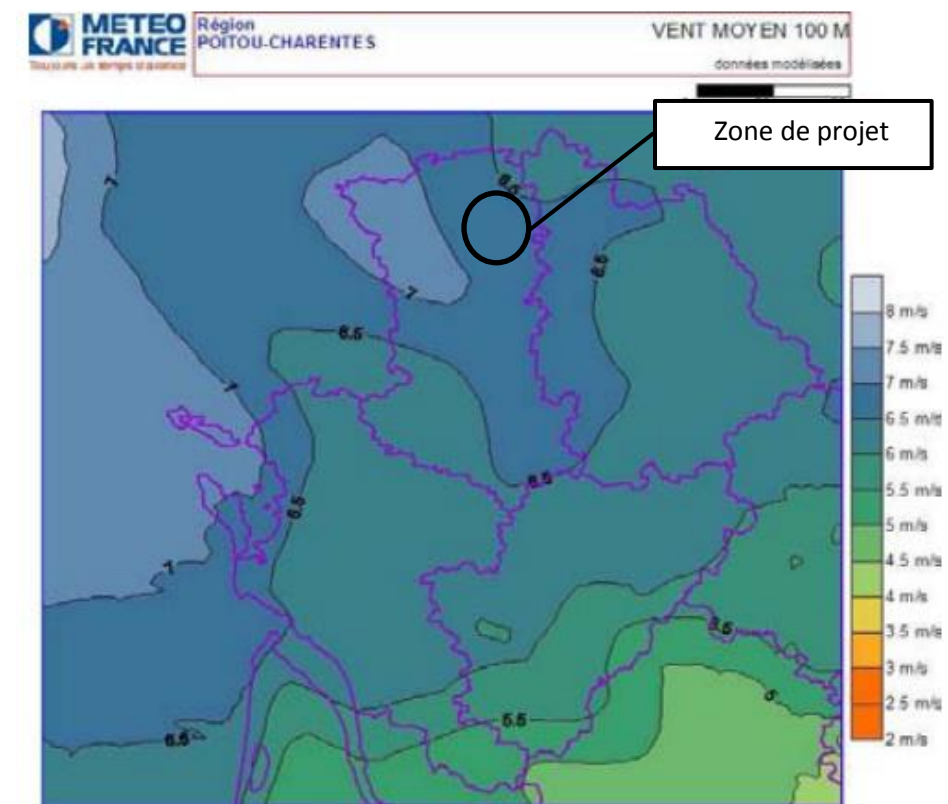 METEO
FRANCE
Région
POITOU-CHARENTES
VENT MOYEN 100 M
données modélisées
Zone de projet
7
6.5
6.5
7
6.5
7
6.5
6.5
7
5.5
5
5.5
6.5
8 m/s
7.5 m/s
7 m/s
6.5 m/s
6 m/s
5.5 m/s
5 m/s
4.5 m/s
4 m/s
3.5 m/s
3 m/s
2.5 m/s
2 m/s